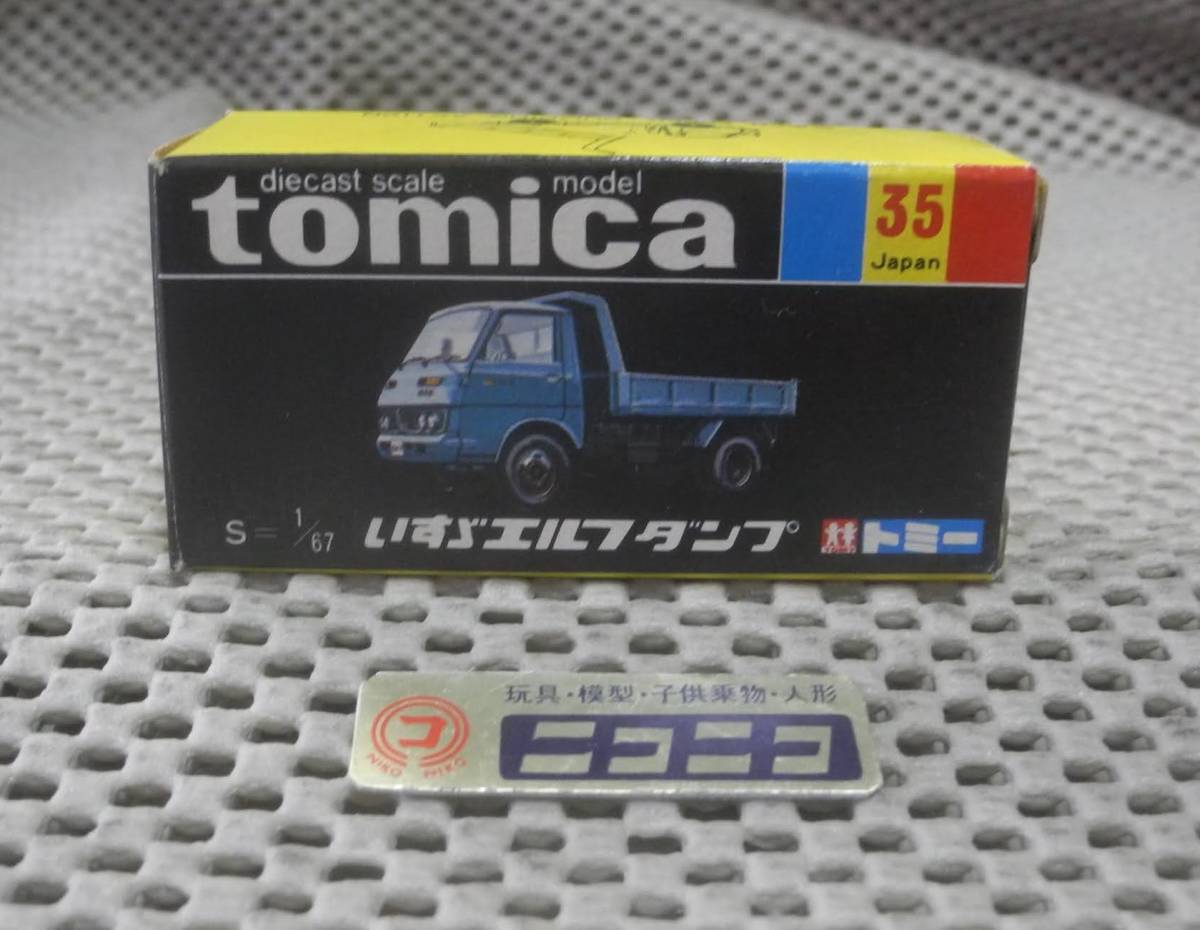 diecast scale model
tomica
35
Japan
S=1/67 いすゞエルフダンプ トミー
玩具・模型・子供乗物・人形
ニコニコ
コ
NIKO NIKO